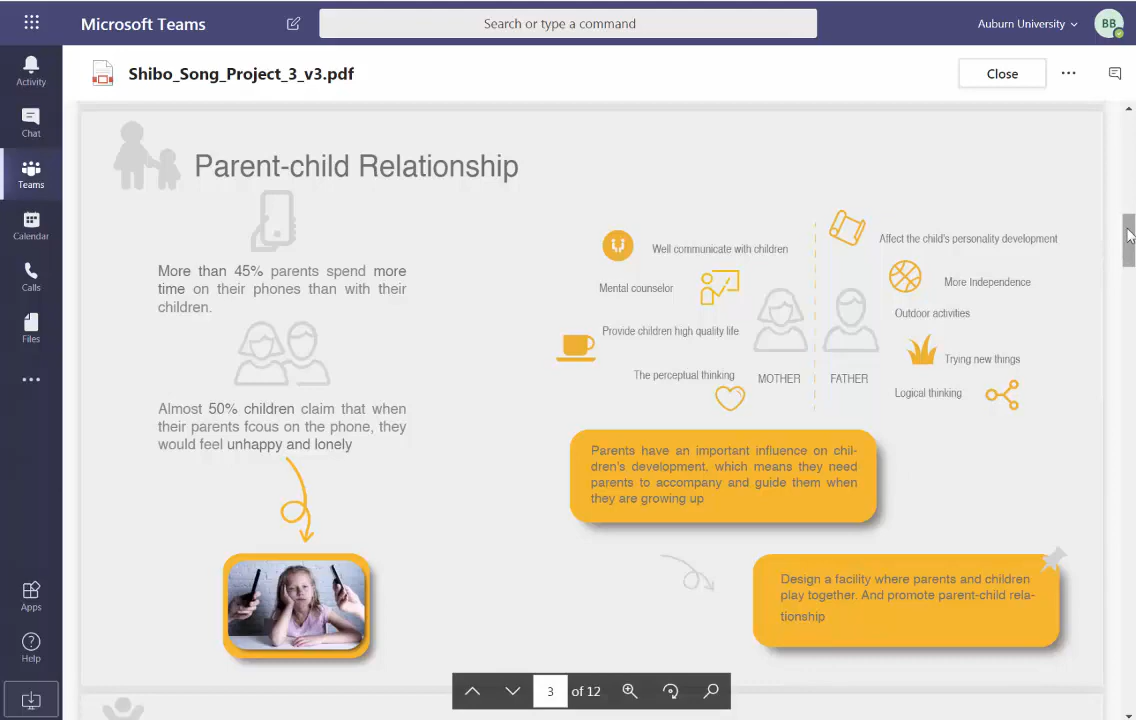 Microsoft Teams
Search or type a command
Auburn University
BB
Activity
Chat
Teams
Calendar
Calls
Files
Apps
Help
Shibo_Song_Project_3_v3.pdf
Close
Parent-child Relationship
More than 45% parents spend more
time on their phones than with their
children.
Almost 50% children claim that when
their parents fcous on the phone, they
would feel unhappy and lonely
Well communicate with children
Mental counselor
Provide children high quality life
The perceptual thinking
MOTHER
FATHER
Affect the child's personality development
More Independence
Outdoor activities
Trying new things
Logical thinking
Parents have an important influence on chil-
dren's development, which means they need
parents to accompany and guide them when
they are growing up
Design a facility where parents and children
play together. And promote parent-child rela-
tionship
3 of 12